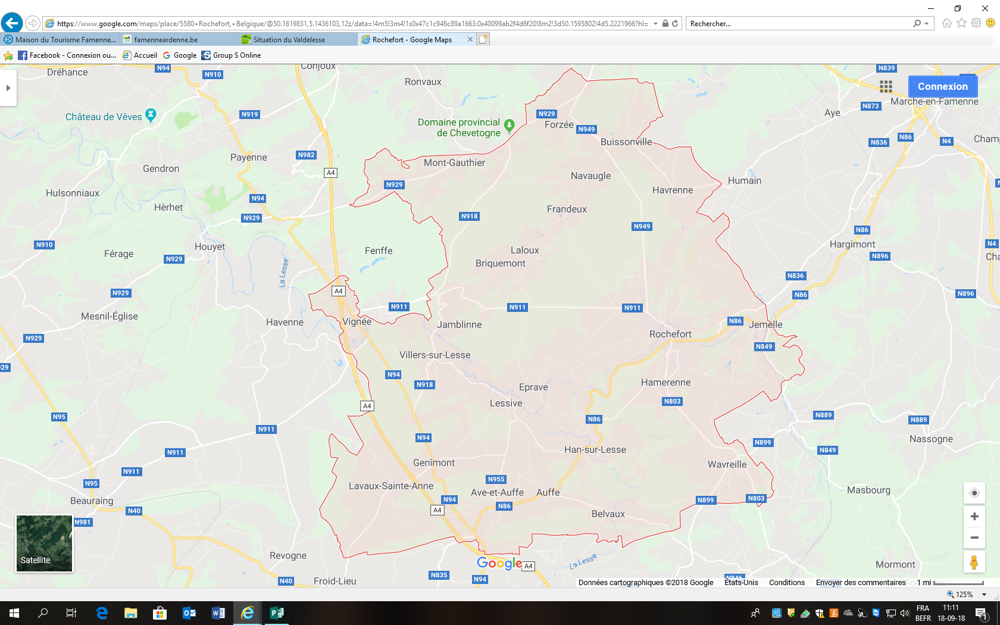 https://www.google.com/maps/place/5580+Rochefort,+Belgique/@50.1619831,5.1436103,12z/data=!4m5!3m4!1s0x47c1c946c89a1663:0x40099ab2f4d6f20!8m2!3d50.1595802!4d5.2221966?hl=
Rechercher...
Maison du Tourisme Famenne...
famenneardenne.be
Situation du Valdelesse
Rochefort - Google Maps
Facebook - Connexion ou...
Accueil
Google
Group S Online
Dréhance
N94
N910
Conjoux
Ronvaux
N839
Connexion
Marche-en-Famenne
N873
Aye
Château de Vêves
N919
N929
Forzée
N949
Domaine provincial
de Chevetogne
Buissonville
N86
N836
N4
Cham
Payenne
N982
Mont-Gauthier
Gendron
A4
Navaugle
Humain
N929
Havrenne
Hulsonniaux
N94
Hèrhet
Frandeux
N929
N918
N949
N86
N910
Houyet
Férage
N929
Fenffe
Laloux
Briquemont
Hargimont
N4
N896
Cha
La Lesse
N836
A4
N929
N86
N896
N911
N911
N911
Mesnil-Église
Havenne
Vignée
Jamblinne
N86
Jemelle
Rochefort
N929
N849
Villers-sur-Lesse
929
N94
N918
Eprave
Hamerenne
Lessive
N803
A4
N95
N86
N889
N889
N911
N94
N899
Nassogne
Han-sur-Lesse
N849
N911
Genîmont
Wavreille
N911
N95
Lavaux-Sainte-Anne
N955
Ave-et-Auffe
Auffe
Masbourg
Beauraing
N94
N86
N899
N803
N40
A4
Belvaux
N981
Satellite
Revogne
Google
A4
La Lesse
Mormont
Froid-Lieu
N40
N835
N94
N846
Données cartographiques ©2018 Google
États-Unis
Conditions
Envoyer des commentaires
1 mi
125%
FRA
BEFR
11:11
18-09-18
1